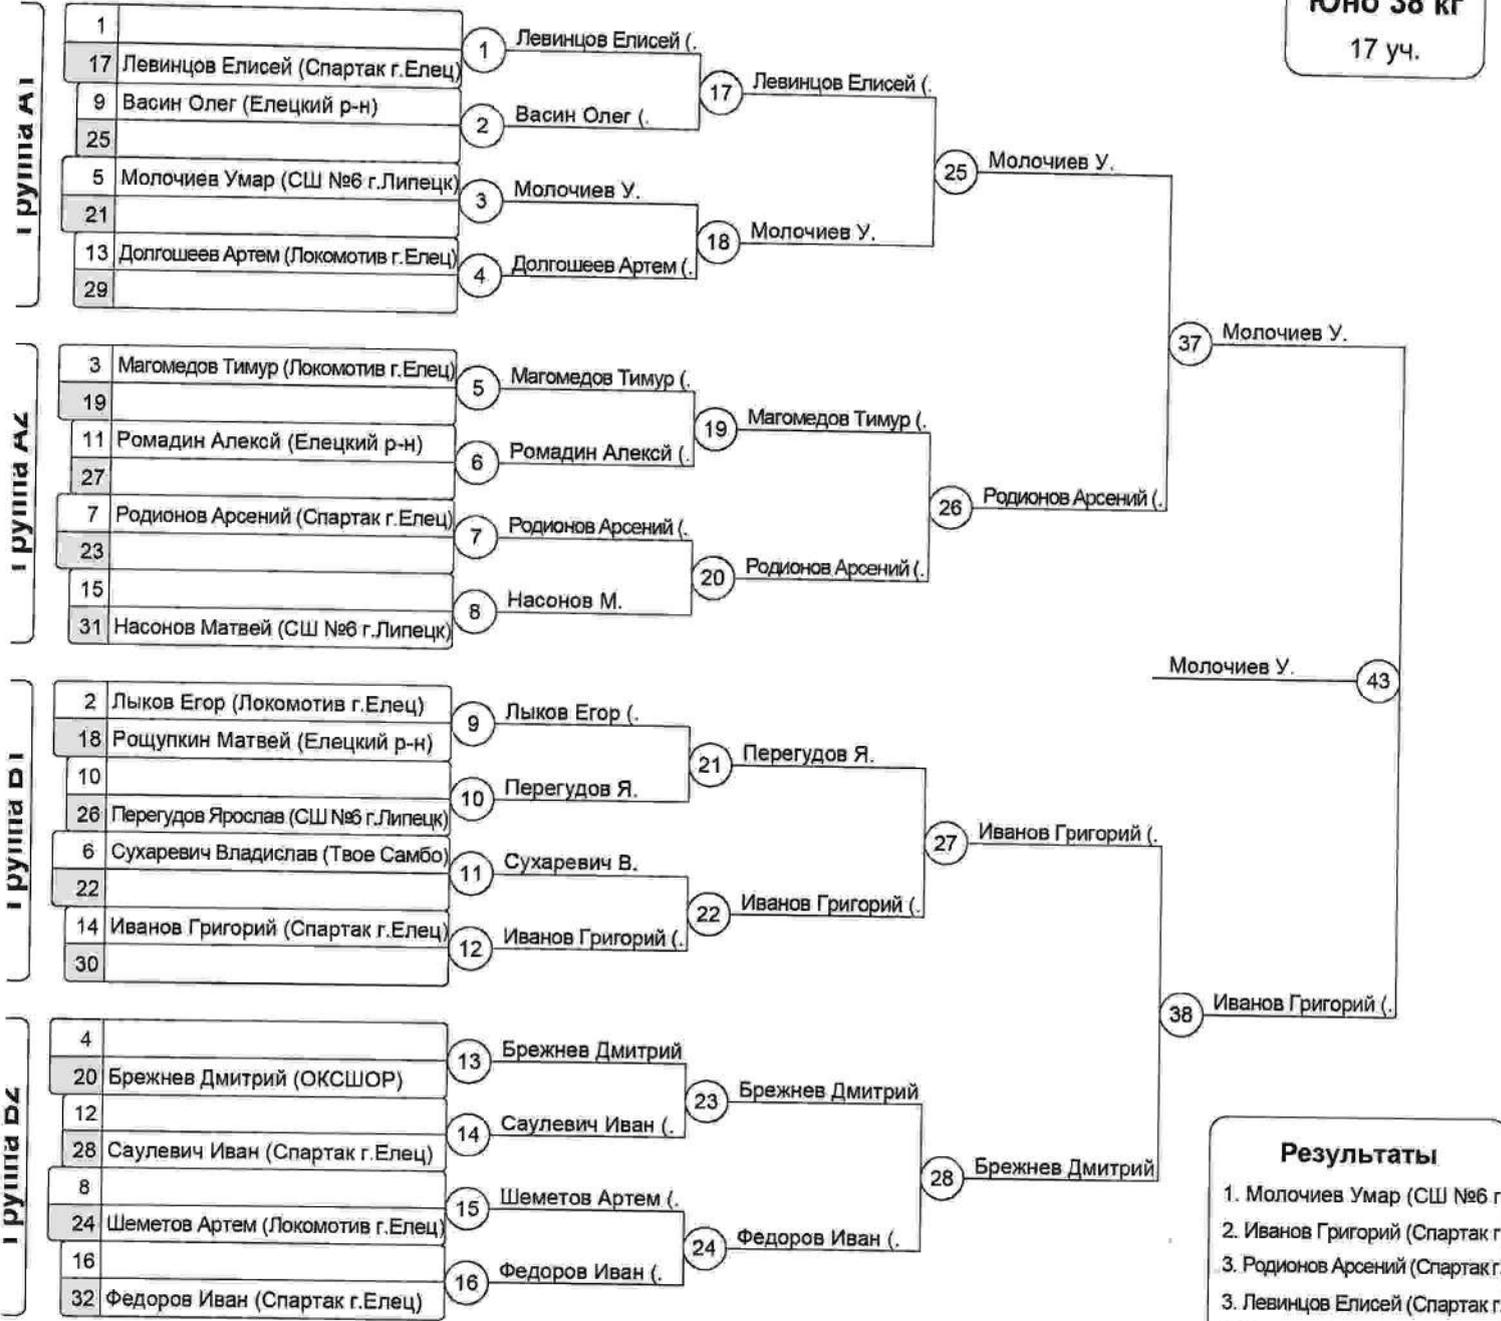 Юно 38 кг
17 уч.
Группа А1
1
17 Левинцов Елисей (Спартак г.Елец)
9 Васин Олег (Елецкий р-н)
25
5 Молочиев Умар (СШ №6 г.Липецк)
21
13 Долгошеев Артем (Локомотив г.Елец)
29
1 Левинцов Елисей (.
2 Васин Олег (.
3 Молочиев У.
4 Долгошеев Артем (.
17 Левинцов Елисей (.
18 Молочиев У.
25 Молочиев У.
Группа А2
3 Магомедов Тимур (Локомотив г.Елец)
19
11 Ромадин Алексй (Елецкий р-н)
27
7 Родионов Арсений (Спартак г.Елец)
23
15
31 Насонов Матвей (СШ №6 г.Липецк)
5 Магомедов Тимур (.
6 Ромадин Алексй (.
7 Родионов Арсений (.
8 Насонов М.
19 Магомедов Тимур (.
20 Родионов Арсений (.
26 Родионов Арсений (.
37 Молочиев У.
Молочиев У. 43
Группа
2 Лыков Егор (Локомотив г.Елец)
18 Рощупкин Матвей (Елецкий р-н)
10
26 Перегудов Ярослав (СШ №6 г.Липецк)
6 Сухаревич Владислав (Твое Самбо)
22
14 Иванов Григорий (Спартак г.Елец)
30
9 Лыков Егор (.
10 Перегудов Я.
11 Сухаревич В.
12 Иванов Григорий (.
21 Перегудов Я.
22 Иванов Григорий (.
27 Иванов Григорий (.
Группа
4
20 Брежнев Дмитрий (ОКСШОР)
12
28 Саулевич Иван (Спартак г.Елец)
8
24 Шеметов Артем (Локомотив г.Елец)
16
32 Федоров Иван (Спартак г.Елец)
13 Брежнев Дмитрий
14 Саулевич Иван (.
15 Шеметов Артем (.
16 Федоров Иван (.
23 Брежнев Дмитрий
24 Федоров Иван (.
28 Брежнев Дмитрий
38 Иванов Григорий (.
Результаты
1. Молочиев Умар (СШ №6 г
2. Иванов Григорий (Спартак г
3. Родионов Арсений (Спартак г.
3. Левинцов Елисей (Спартак г.